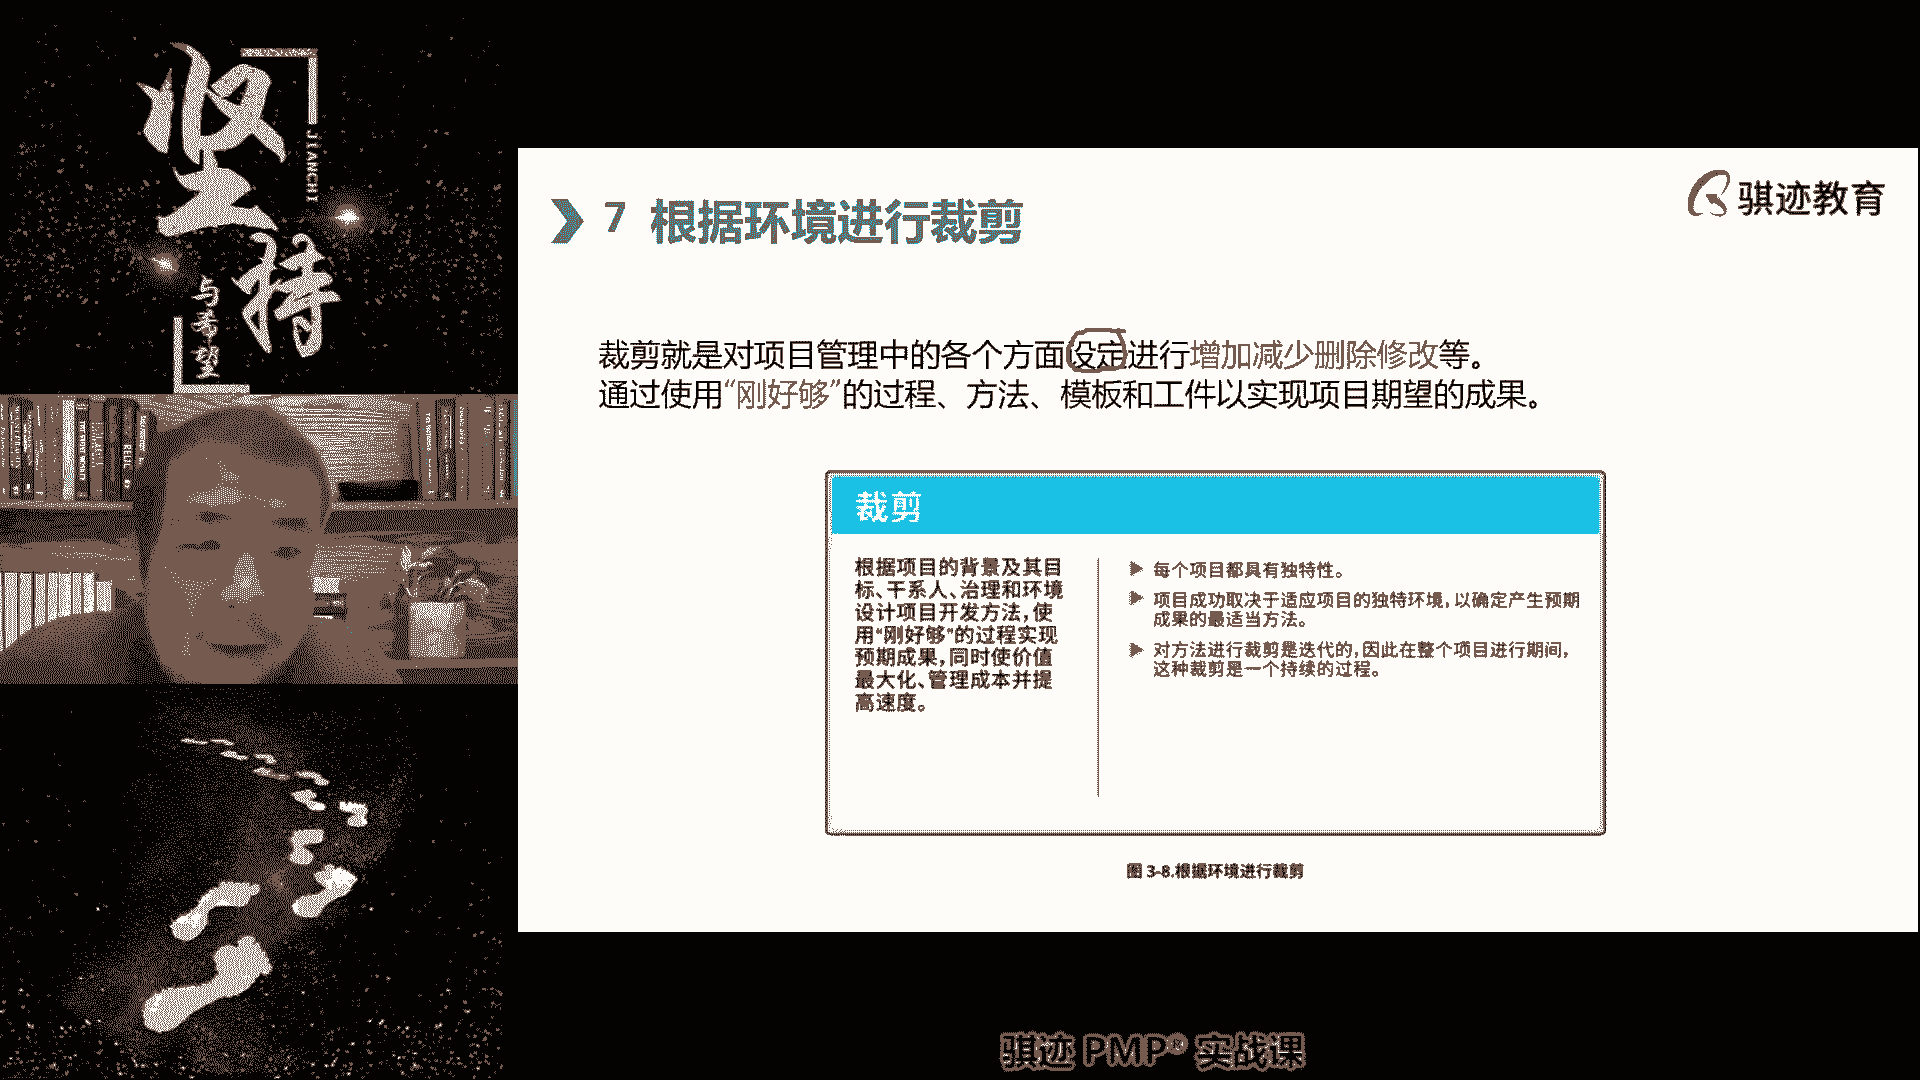 坚
持
JIANCHI
与希望
骐迹教育
7 根据环境进行裁剪
裁剪就是对项目管理中的各个方面设定进行增加减少删除修改等。
通过使用“刚好够”的过程、方法、模板和工件以实现项目期望的成果。
裁剪
根据项目的背景及其目
标、干系人、治理和环境
设计项目开发方法,使
用“刚好够”的过程实现
预期成果,同时使价值
最大化、管理成本并提
高速度。
每个项目都具有独特性。
项目成功取决于适应项目的独特环境,以确定产生预期
成果的最适当方法。
对方法进行裁剪是迭代的,因此在整个项目进行期间,
这种裁剪是一个持续的过程。
图 3-8.根据环境进行裁剪
骐迹 PMP® 实战课